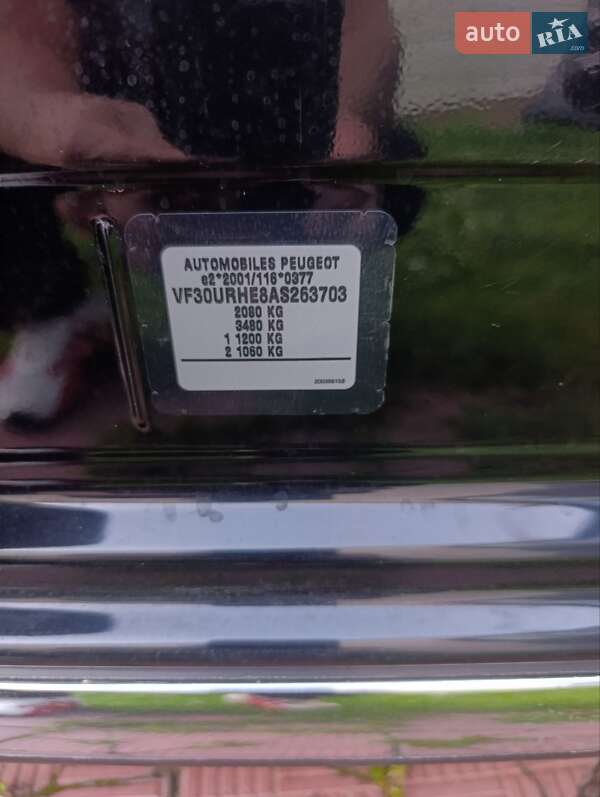 auto RIA.com
AUTOMOBILES PEUGEOT
e2*2001/116*0377
VF30URHE8AS263703
2080 KG
3480 KG
1 1200 KG
2 1060 KG